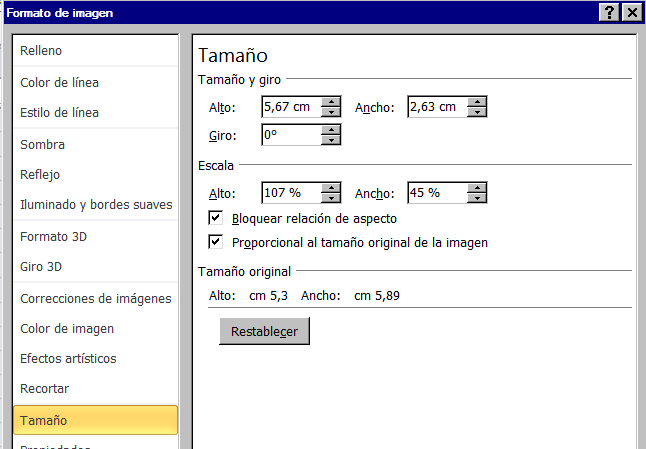 Formato de imagen
Relleno
Color de línea
Estilo de línea
Sombra
Reflejo
Iluminado y bordes suaves
Formato 3D
Giro 3D
Correcciones de imágenes
Color de imagen
Efectos artísticos
Recortar
Tamaño
Tamaño
Tamaño y giro
Alto: 5,67 cm Ancho: 2,63 cm
Giro: 0º
Escala
Alto: 107 % Ancho: 45 %
Bloquear relación de aspecto
Proporcional al tamaño original de la imagen
Tamaño original
Alto: cm 5,3 Ancho: cm 5,89
Restablecer